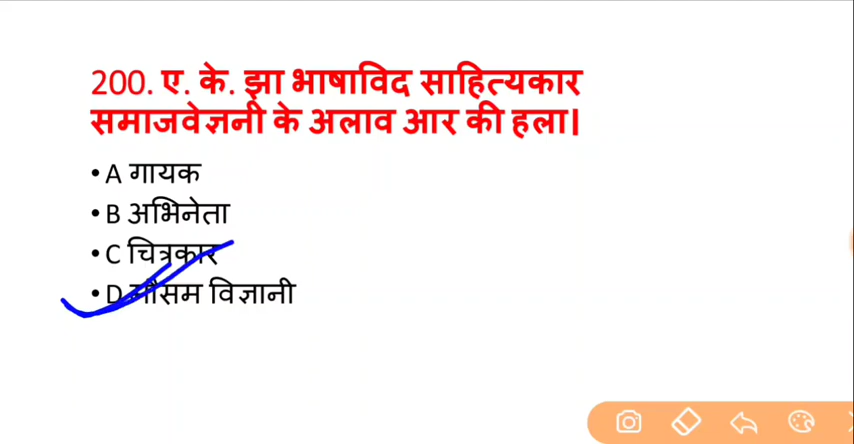 200. ए. के. झा भाषाविद साहित्यकार
समाजवेज्ञनी के अलाव आर की हला।
• A गायक
• B अभिनेता
• C चित्रकार
• D मौसम विज्ञानी